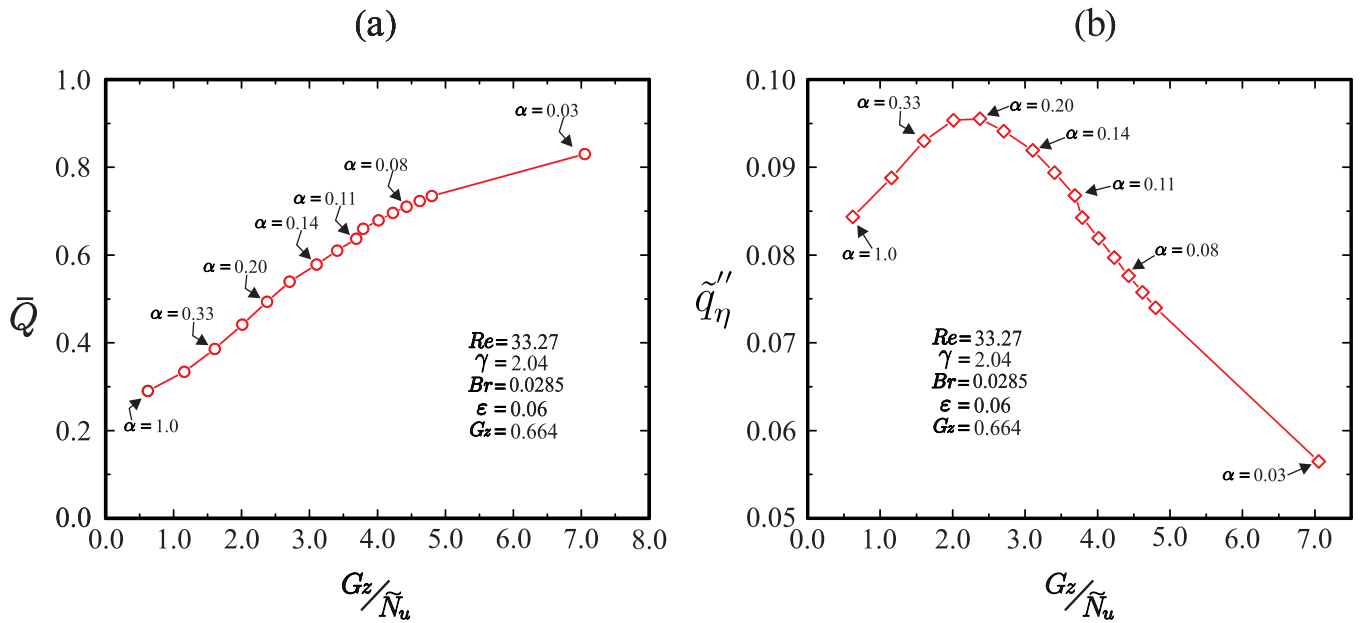 (a)
1.0
0.8
0.6
0.4
0.2
0.0
Q̄
0.0 1.0 2.0 3.0 4.0 5.0 6.0 7.0 8.0
Gz/Ñu
α = 0.03
α = 0.08
α = 0.11
α = 0.14
α = 0.20
α = 0.33
α = 1.0
Re = 33.27
γ = 2.04
Br = 0.0285
ε = 0.06
Gz = 0.664
(b)
0.10
0.09
0.08
0.07
0.06
0.05
q̃″η
0.0 1.0 2.0 3.0 4.0 5.0 6.0 7.0
Gz/Ñu
α = 0.33
α = 0.20
α = 0.14
α = 0.11
α = 1.0
α = 0.08
α = 0.03
Re = 33.27
γ = 2.04
Br = 0.0285
ε = 0.06
Gz = 0.664